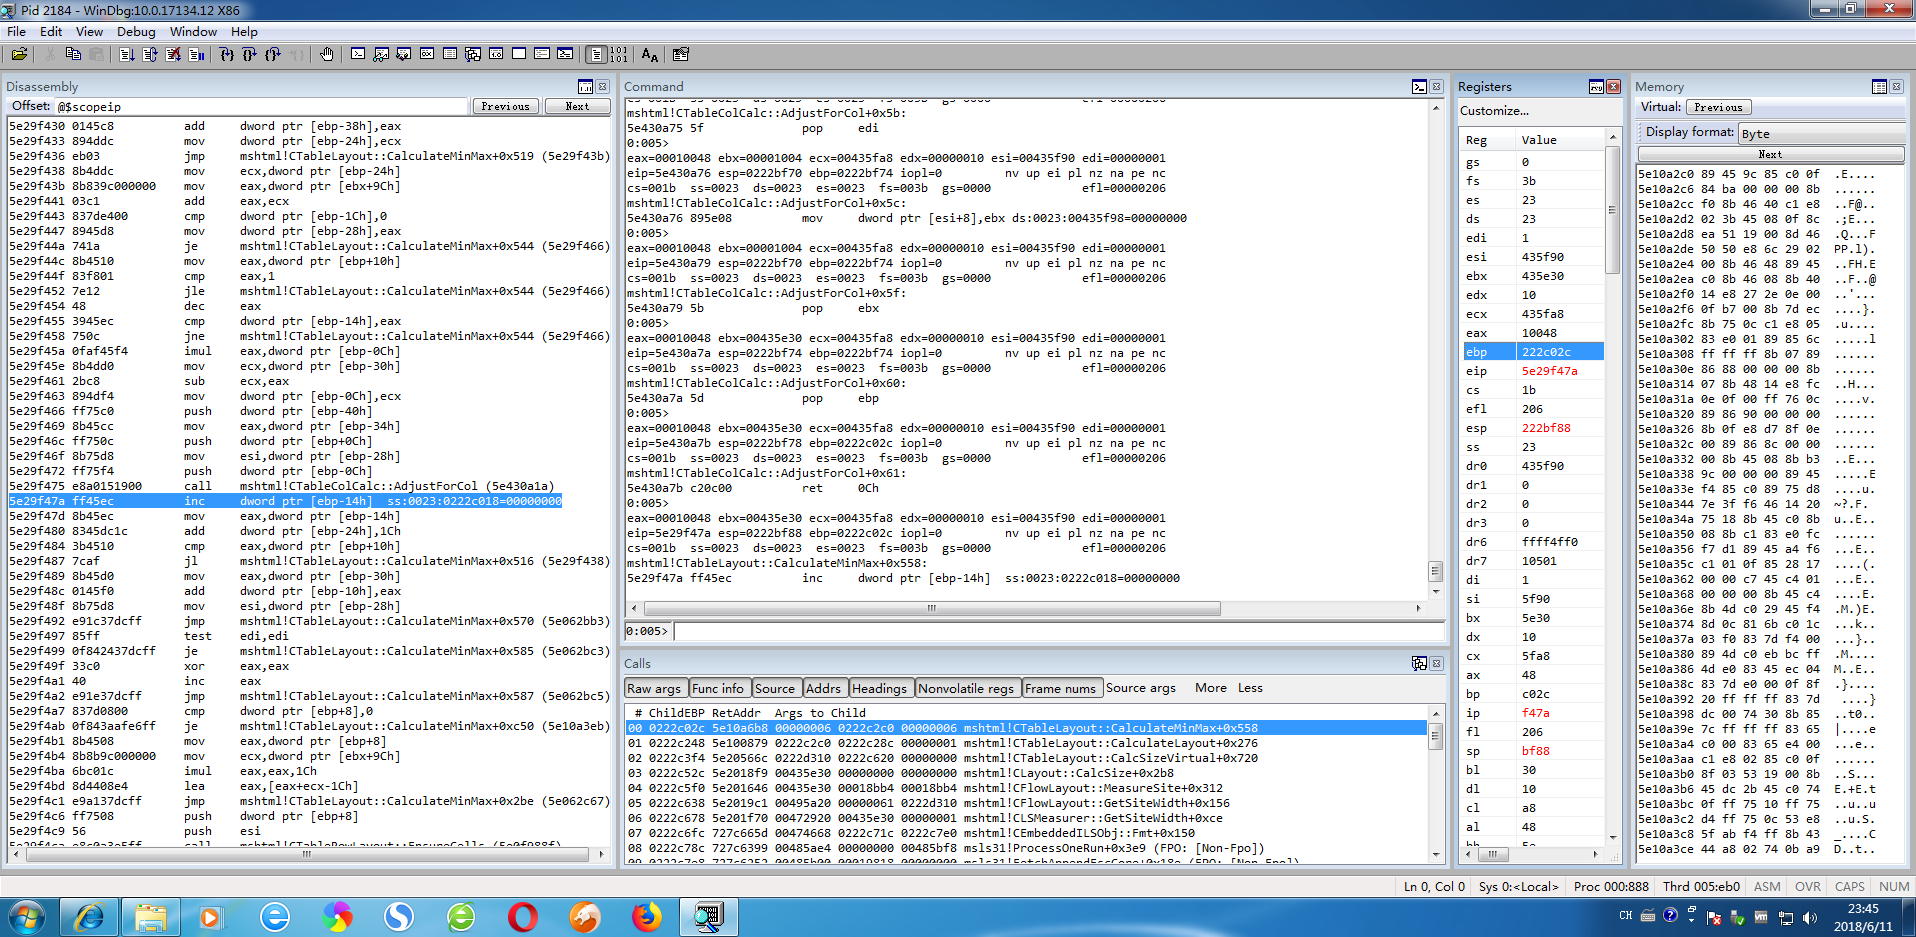 Pid 2184 - WinDbg:10.0.17134.12 X86
File Edit View Debug Window Help
Disassembly
Offset: @$scopeip Previous Next
5e29f430 0145c8 add dword ptr [ebp-38h],eax
5e29f433 894ddc mov dword ptr [ebp-24h],ecx
5e29f436 eb03 jmp mshtml!CTableLayout::CalculateMinMax+0x519 (5e29f43b)
5e29f438 8b4ddc mov ecx,dword ptr [ebp-24h]
5e29f43b 8b839c000000 mov eax,dword ptr [ebx+9Ch]
5e29f441 03c1 add eax,ecx
5e29f443 837de400 cmp dword ptr [ebp-1Ch],0
5e29f447 8945d8 mov dword ptr [ebp-28h],eax
5e29f44a 741a je mshtml!CTableLayout::CalculateMinMax+0x544 (5e29f466)
5e29f44c 8b4510 mov eax,dword ptr [ebp+10h]
5e29f44f 83f801 cmp eax,1
5e29f452 7e12 jle mshtml!CTableLayout::CalculateMinMax+0x544 (5e29f466)
5e29f454 48 dec eax
5e29f455 3945ec cmp dword ptr [ebp-14h],eax
5e29f458 750c jne mshtml!CTableLayout::CalculateMinMax+0x544 (5e29f466)
5e29f45a 0faf45f4 imul eax,dword ptr [ebp-0Ch]
5e29f45e 8b4dd0 mov ecx,dword ptr [ebp-30h]
5e29f461 2bc8 sub ecx,eax
5e29f463 894df4 mov dword ptr [ebp-0Ch],ecx
5e29f466 ff75c0 push dword ptr [ebp-40h]
5e29f469 8b45cc mov eax,dword ptr [ebp-34h]
5e29f46c ff750c push dword ptr [ebp+0Ch]
5e29f46f 8b75d8 mov esi,dword ptr [ebp-28h]
5e29f472 ff75f4 push dword ptr [ebp-0Ch]
5e29f475 e8a0151900 call mshtml!CTableColCalc::AdjustForCol (5e430a1a)
5e29f47a ff45ec inc dword ptr [ebp-14h] ss:0023:0222c018=00000000
5e29f47d 8b45ec mov eax,dword ptr [ebp-14h]
5e29f480 8345dc1c add dword ptr [ebp-24h],1Ch
5e29f484 3b4510 cmp eax,dword ptr [ebp+10h]
5e29f487 7caf jl mshtml!CTableLayout::CalculateMinMax+0x516 (5e29f438)
5e29f489 8b45d0 mov eax,dword ptr [ebp-30h]
5e29f48c 0145f0 add dword ptr [ebp-10h],eax
5e29f48f 8b75d8 mov esi,dword ptr [ebp-28h]
5e29f492 e91c37dcff jmp mshtml!CTableLayout::CalculateMinMax+0x570 (5e062bb3)
5e29f497 85ff test edi,edi
5e29f499 0f842437dcff je mshtml!CTableLayout::CalculateMinMax+0x585 (5e062bc3)
5e29f49f 33c0 xor eax,eax
5e29f4a1 40 inc eax
5e29f4a2 e91e37dcff jmp mshtml!CTableLayout::CalculateMinMax+0x587 (5e062bc5)
5e29f4a7 837d0800 cmp dword ptr [ebp+8],0
5e29f4ab 0f843aafe6ff je mshtml!CTableLayout::CalculateMinMax+0xc50 (5e10a3eb)
5e29f4b1 8b4508 mov eax,dword ptr [ebp+8]
5e29f4b4 8b8b9c000000 mov ecx,dword ptr [ebx+9Ch]
5e29f4ba 6bc01c imul eax,eax,1Ch
5e29f4bd 8d4408e4 lea eax,[eax+ecx-1Ch]
5e29f4c1 e9a137dcff jmp mshtml!CTableLayout::CalculateMinMax+0x2be (5e062c67)
5e29f4c6 ff7508 push dword ptr [ebp+8]
5e29f4c9 56 push esi
Command
mshtml!CTableColCalc::AdjustForCol+0x5b:
5e430a75 5f pop edi
0:005>
eax=00010048 ebx=00001004 ecx=00435fa8 edx=00000010 esi=00435f90 edi=00000001
eip=5e430a76 esp=0222bf70 ebp=0222bf74 iopl=0 nv up ei pl nz na pe nc
cs=001b ss=0023 ds=0023 es=0023 fs=003b gs=0000 efl=00000206
mshtml!CTableColCalc::AdjustForCol+0x5c:
5e430a76 895e08 mov dword ptr [esi+8],ebx ds:0023:00435f98=00000000
0:005>
eax=00010048 ebx=00001004 ecx=00435fa8 edx=00000010 esi=00435f90 edi=00000001
eip=5e430a79 esp=0222bf70 ebp=0222bf74 iopl=0 nv up ei pl nz na pe nc
cs=001b ss=0023 ds=0023 es=0023 fs=003b gs=0000 efl=00000206
mshtml!CTableColCalc::AdjustForCol+0x5f:
5e430a79 5b pop ebx
0:005>
eax=00010048 ebx=00435e30 ecx=00435fa8 edx=00000010 esi=00435f90 edi=00000001
eip=5e430a7a esp=0222bf74 ebp=0222bf74 iopl=0 nv up ei pl nz na pe nc
cs=001b ss=0023 ds=0023 es=0023 fs=003b gs=0000 efl=00000206
mshtml!CTableColCalc::AdjustForCol+0x60:
5e430a7a 5d pop ebp
0:005>
eax=00010048 ebx=00435e30 ecx=00435fa8 edx=00000010 esi=00435f90 edi=00000001
eip=5e430a7b esp=0222bf78 ebp=0222c02c iopl=0 nv up ei pl nz na pe nc
cs=001b ss=0023 ds=0023 es=0023 fs=003b gs=0000 efl=00000206
mshtml!CTableColCalc::AdjustForCol+0x61:
5e430a7b c20c00 ret 0Ch
0:005>
eax=00010048 ebx=00435e30 ecx=00435fa8 edx=00000010 esi=00435f90 edi=00000001
eip=5e29f47a esp=0222bf88 ebp=0222c02c iopl=0 nv up ei pl nz na pe nc
cs=001b ss=0023 ds=0023 es=0023 fs=003b gs=0000 efl=00000206
mshtml!CTableLayout::CalculateMinMax+0x558:
5e29f47a ff45ec inc dword ptr [ebp-14h] ss:0023:0222c018=00000000
0:005>
Calls
Raw args Func info Source Addrs Headings Nonvolatile regs Frame nums Source args More Less
# ChildEBP RetAddr Args to Child
00 0222c02c 5e10a6b8 00000006 0222c2c0 00000006 mshtml!CTableLayout::CalculateMinMax+0x558
01 0222c248 5e100879 0222c2c0 0222c28c 00000001 mshtml!CTableLayout::CalculateLayout+0x276
02 0222c3f4 5e20566c 0222d310 0222c620 00000000 mshtml!CTableLayout::CalcSizeVirtual+0x720
03 0222c52c 5e2018f9 00435e30 00000000 00000000 mshtml!CLayout::CalcSize+0x2b8
04 0222c5f0 5e201646 00435e30 00018bb4 00018bb4 mshtml!CFlowLayout::MeasureSite+0x312
05 0222c638 5e2019c1 00495a20 00000061 0222d310 mshtml!CFlowLayout::GetSiteWidth+0x156
06 0222c678 5e201f70 00472920 00435e30 00000001 mshtml!CLSMeasurer::GetSiteWidth+0xce
07 0222c6fc 727c665d 00474668 0222c71c 0222c7e0 mshtml!CEmbeddedILSObj::Fmt+0x150
08 0222c78c 727c6399 00485ae4 00000000 00485bf8 msls31!ProcessOneRun+0x3e9 (FPO: [Non-Fpo])
Registers
Customize...
Reg Value
gs 0
fs 3b
es 23
ds 23
edi 1
esi 435f90
ebx 435e30
edx 10
ecx 435fa8
eax 10048
ebp 222c02c
eip 5e29f47a
cs 1b
efl 206
esp 222bf88
ss 23
dr0 435f90
dr1 0
dr2 0
dr3 0
dr6 ffff4ff0
dr7 10501
di 1
si 5f90
bx 5e30
dx 10
cx 5fa8
ax 48
bp c02c
ip f47a
fl 206
sp bf88
bl 30
dl 10
cl a8
al 48
Memory
Virtual: Previous
Display format: Byte
Next
5e10a2c0 89 45 9c 85 c0 0f .E....
5e10a2c6 84 ba 00 00 00 8b ......
5e10a2cc f0 8b 46 40 c1 e8 ..F@..
5e10a2d2 02 3b 45 08 0f 8c .;E...
5e10a2d8 ea 51 19 00 8d 46 .Q...F
5e10a2de 50 50 e8 6c 29 02 PP.l).
5e10a2e4 00 8b 46 48 89 45 ..FH.E
5e10a2ea c0 8b 46 08 8b 40 ..F..@
5e10a2f0 14 e8 27 2e 0e 00 ..'...
5e10a2f6 0f b7 00 8b 7d ec ....}.
5e10a2fc 8b 75 0c c1 e8 05 .u....
5e10a302 83 e0 01 89 85 6c .....l
5e10a308 ff ff ff 8b 07 89 ......
5e10a30e 86 88 00 00 00 8b ......
5e10a314 07 8b 48 14 e8 fc ..H...
5e10a31a 0e 0f 00 ff 76 0c ....v.
5e10a320 89 86 90 00 00 00 ......
5e10a326 8b 0f e8 d7 8f 0e ......
5e10a32c 00 89 86 8c 00 00 ......
5e10a332 00 8b 45 08 8b b3 ..E...
5e10a338 9c 00 00 00 89 45 .....E
5e10a33e f4 85 c0 89 75 d8 ....u.
5e10a344 7e 3f f6 46 14 20 ~?.F. 
5e10a34a 75 18 8b 45 c0 8b u..E..
5e10a350 08 8b c1 83 e0 fc ......
5e10a356 f7 d1 89 45 a4 f6 ...E..
5e10a35c c1 01 0f 85 28 17 ....(.
5e10a362 00 00 c7 45 c4 01 ...E..
5e10a368 00 00 00 8b 45 c4 ....E.
5e10a36e 8b 4d c0 29 45 f4 .M.)E.
5e10a374 8d 0c 81 6b c0 1c ...k..
5e10a37a 03 f0 83 7d f4 00 ...}..
5e10a380 89 4d c0 eb bc ff .M....
5e10a386 4d e0 83 45 ec 04 M..E..
5e10a38c 83 7d e0 00 0f 8f .}....
5e10a392 20 ff ff ff 83 7d  ....}
5e10a398 dc 00 74 30 8b 85 ..t0..
5e10a39e 7c ff ff ff 83 65 |....e
5e10a3a4 c0 00 83 65 e4 00 ...e..
5e10a3aa c1 e8 02 85 c0 0f ......
5e10a3b0 8f 03 53 19 00 8b ..S...
5e10a3b6 45 dc 2b 45 c0 74 E.+E.t
5e10a3bc 0f ff 75 10 ff 75 ..u..u
5e10a3c2 d4 ff 75 0c 53 e8 ..u.S.
5e10a3c8 5f ab f4 ff 8b 43 _....C
5e10a3ce 44 a8 02 74 0b a9 D..t..
Ln 0, Col 0 Sys 0:<Local> Proc 000:888 Thrd 005:eb0 ASM OVR CAPS NUM
CH 23:45
2018/6/11